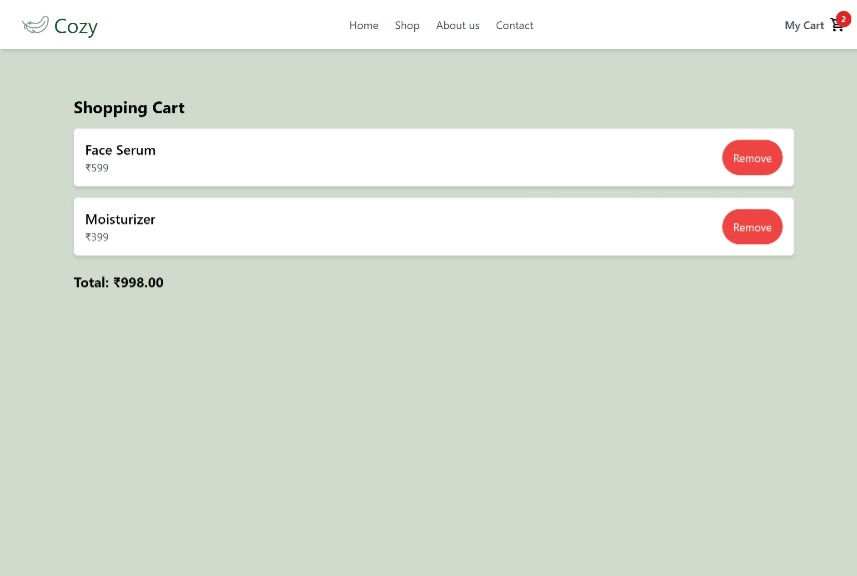 Cozy
Home Shop About us Contact
My Cart 2
Shopping Cart
Face Serum
₹599
Remove
Moisturizer
₹399
Remove
Total: ₹998.00